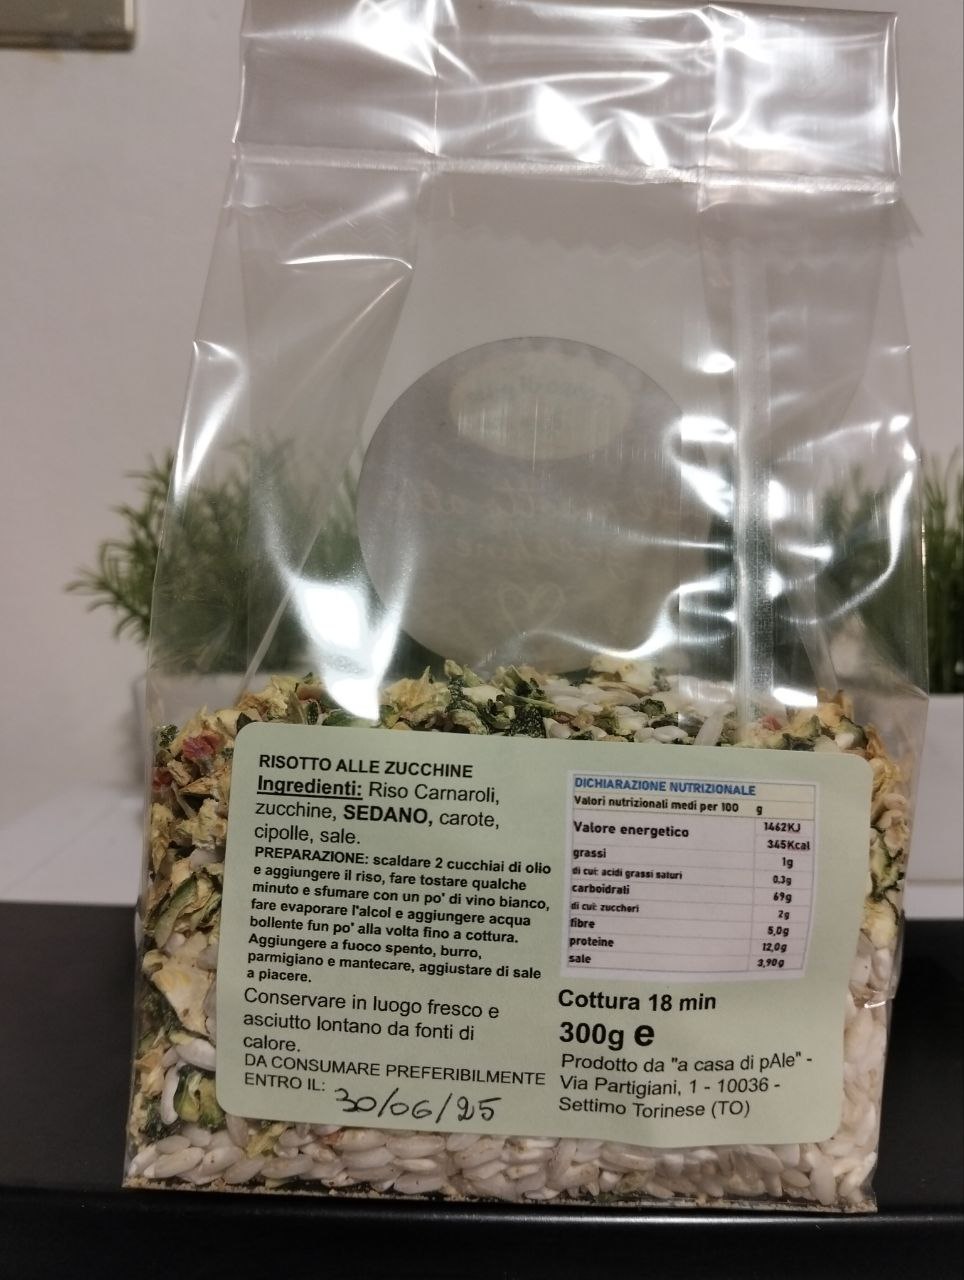 RISOTTO ALLE ZUCCHINE
Ingredienti: Riso Carnaroli,
zucchine, SEDANO, carote,
cipolle, sale.
PREPARAZIONE: scaldare 2 cucchiai di olio
e aggiungere il riso, fare tostare qualche
minuto e sfumare con un po' di vino bianco,
fare evaporare l'alcol e aggiungere acqua
bollente fun po' alla volta fino a cottura.
Aggiungere a fuoco spento, burro,
parmigiano e mantecare, aggiustare di sale
a piacere.
Conservare in luogo fresco e
asciutto lontano da fonti di
calore.
DA CONSUMARE PREFERIBILMENTE
ENTRO IL: 30/06/25
DICHIARAZIONE NUTRIZIONALE
Valori nutrizionali medi per 100 g
Valore energetico 1462KJ
345Kcal
grassi 1g
di cui: acidi grassi saturi 0,3g
carboidrati 69g
di cui: zuccheri 2g
fibre 5,0g
proteine 12,0g
sale 3,90g
Cottura 18 min
300g e
Prodotto da "a casa di pAle" -
Via Partigiani, 1 - 10036 -
Settimo Torinese (TO)